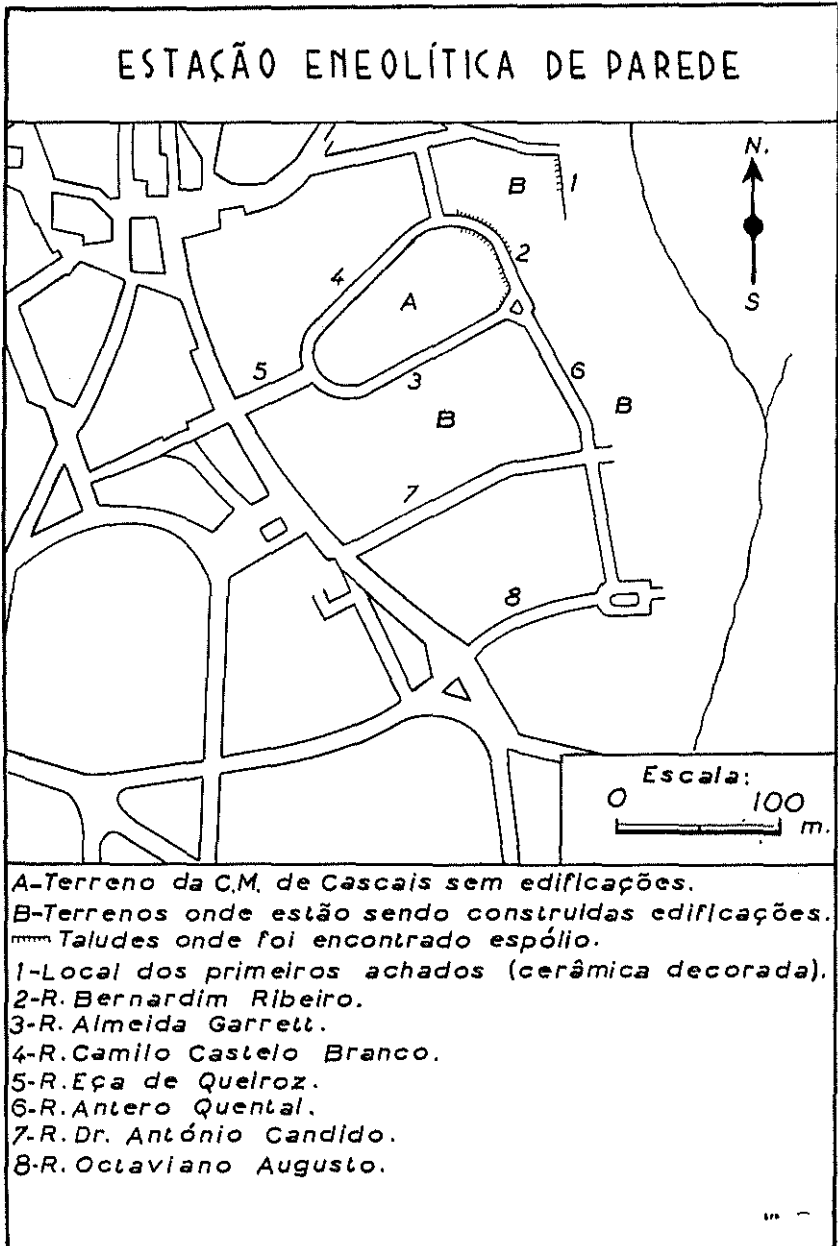 ESTAÇÃO ENEOLÍTICA DE PAREDE
N.
B
1
2
4
A
S
5
3
6
B
B
7
8
Escala:
0 100
m.
A-Terreno da C.M. de Cascais sem edificações.
B-Terrenos onde estão sendo construidas edificações.
Taludes onde foi encontrado espólio.
1-Local dos primeiros achados (cerâmica decorada).
2-R. Bernardim Ribeiro.
3-R. Almeida Garrett.
4-R. Camilo Castelo Branco.
5-R. Eça de Queiroz.
6-R. Antero Quental.
7-R. Dr. António Candido.
8-R. Octaviano Augusto.